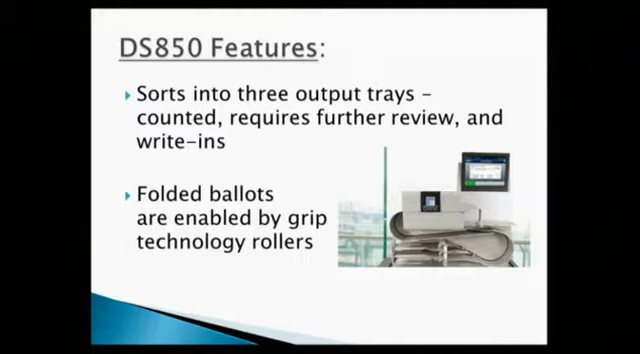 DS850 Features:
Sorts into three output trays –
counted, requires further review, and
write-ins
Folded ballots
are enabled by grip
technology rollers